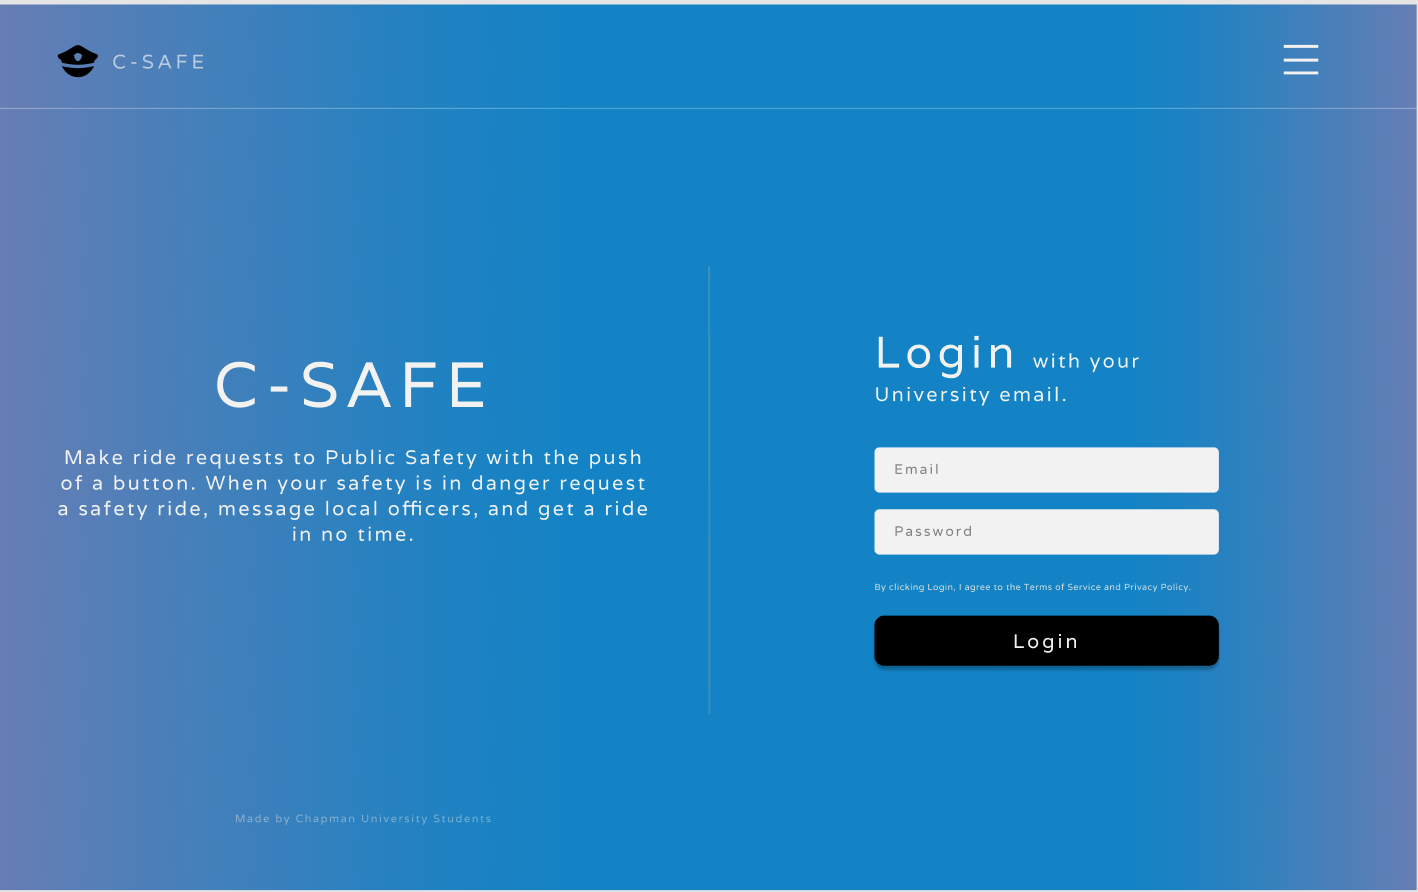 C-SAFE
C-SAFE
Make ride requests to Public Safety with the push
of a button. When your safety is in danger request
a safety ride, message local officers, and get a ride
in no time.
Login with your
University email.
Email
Password
By clicking Login, I agree to the Terms of Service and Privacy Policy.
Login
Made by Chapman University Students